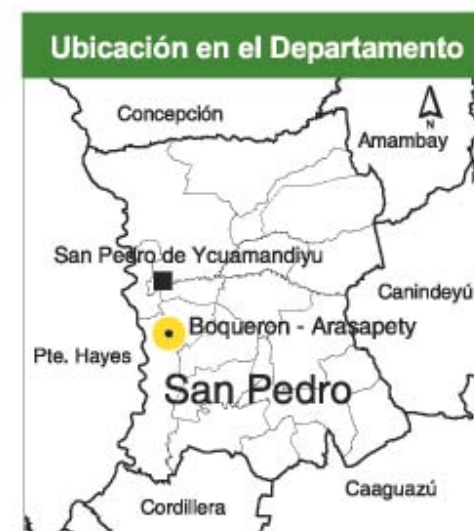 Ubicación en el Departamento
Concepción
N
Amambay
San Pedro de Ycuamandiyu
Canindeyú
Boqueron - Arasapety
Pte. Hayes
San Pedro
Caaguazú
Cordillera